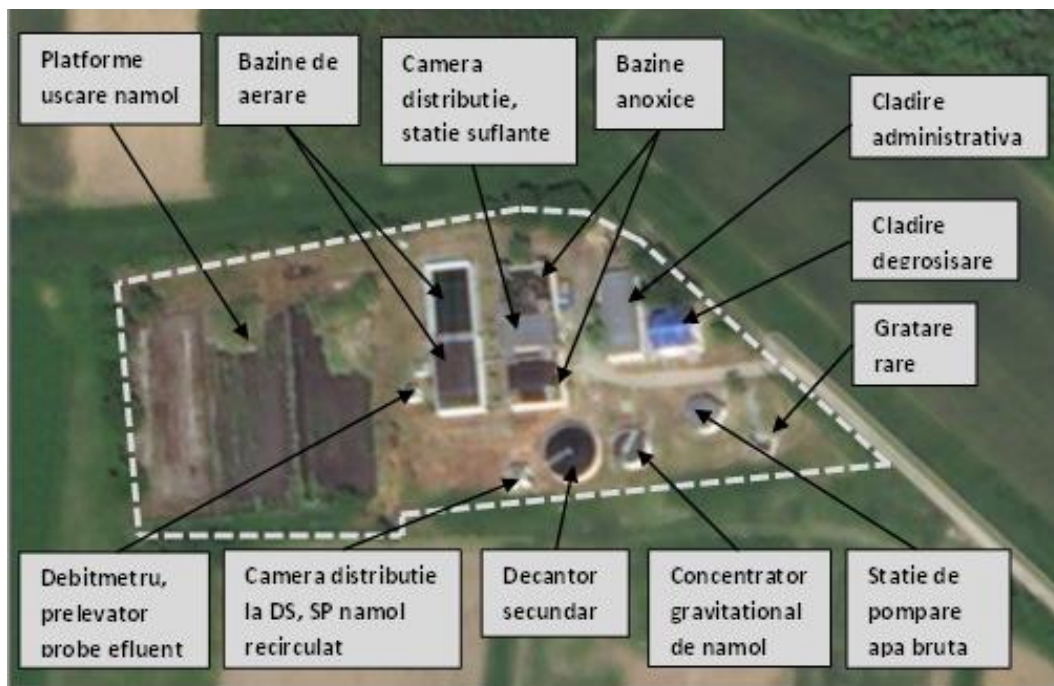 Platforme
uscare namol
Bazine de
aerare
Camera
distributie,
statie suflante
Bazine
anoxice
Cladire
administrativa
Cladire
degrosisare
Gratare
rare
Debitmetru,
prelevator
probe efluent
Camera distributie
la DS, SP namol
recirculat
Decantor
secundar
Concentrator
gravitational
de namol
Statie de
pompare
apa bruta